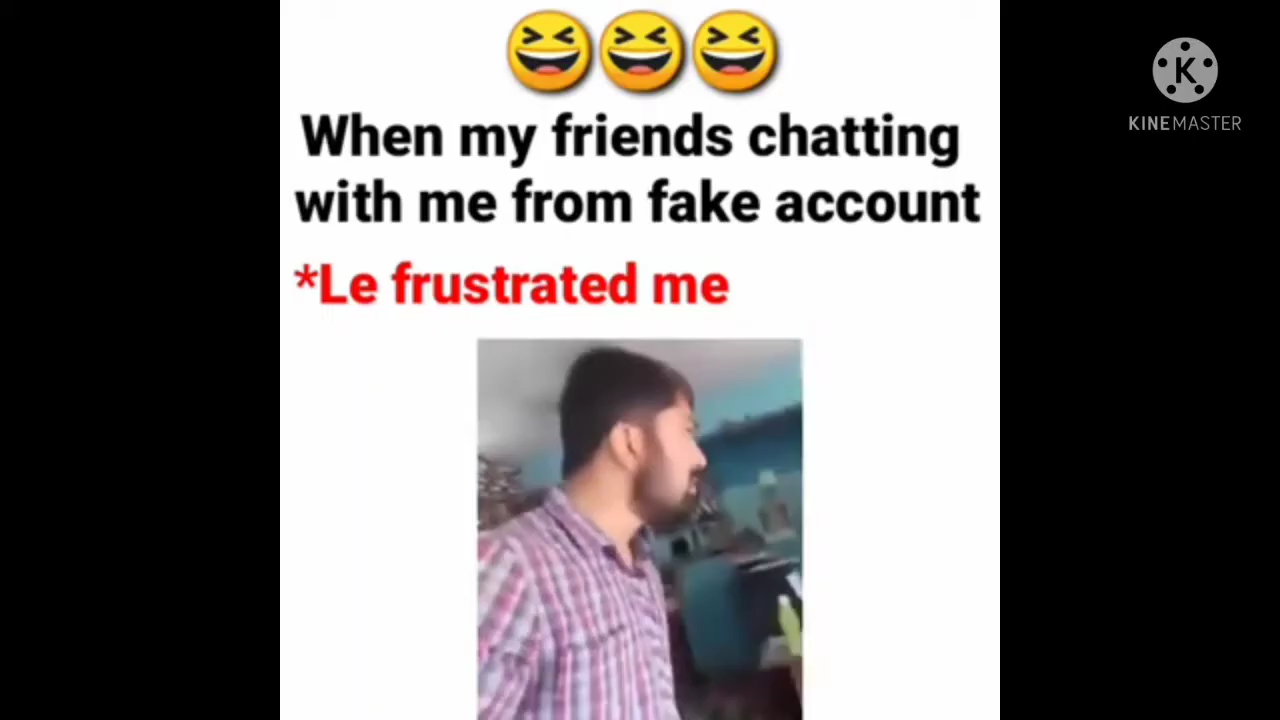 When my friends chatting
with me from fake account
*Le frustrated me
KINEMASTER